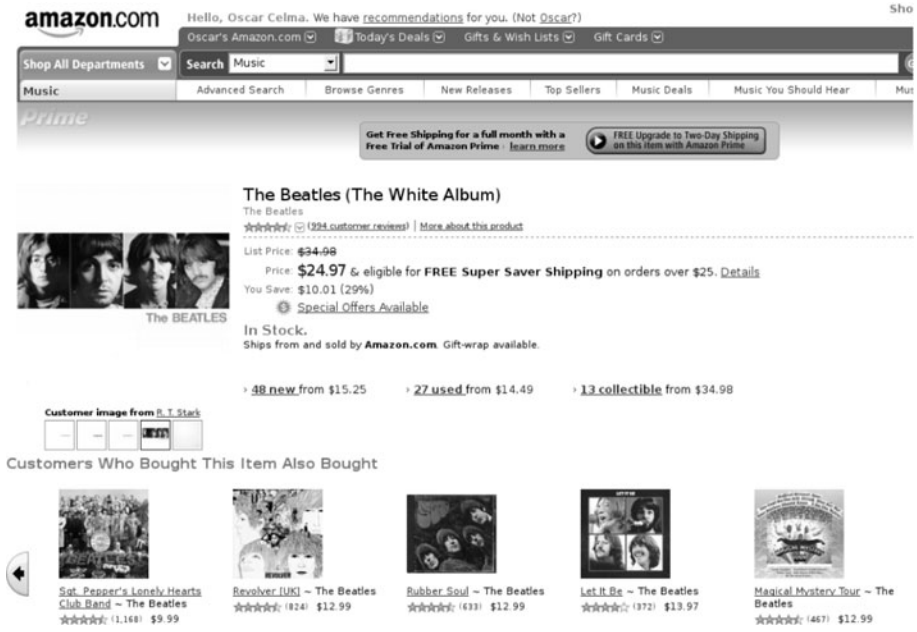 amazon.com
Hello, Oscar Celma. We have recommendations for you. (Not Oscar?)
Sho
Oscar's Amazon.com Today's Deals Gifts & Wish Lists Gift Cards
Shop All Departments Search Music
Music Advanced Search Browse Genres New Releases Top Sellers Music Deals Music You Should Hear Mus
Prime
Get Free Shipping for a full month with a
Free Trial of Amazon Prime · learn more
FREE Upgrade to Two-Day Shipping
on this item with Amazon Prime
The Beatles (The White Album)
The Beatles
(994 customer reviews) | More about this product
List Price: $34.98
Price: $24.97 & eligible for FREE Super Saver Shipping on orders over $25. Details
You Save: $10.01 (29%)
Special Offers Available
The BEATLES
In Stock.
Ships from and sold by Amazon.com. Gift-wrap available.
› 48 new from $15.25 › 27 used from $14.49 › 13 collectible from $34.98
Customer image from R. T. Stark
Customers Who Bought This Item Also Bought
REVOLVER
LET IT BE
Sgt. Pepper's Lonely Hearts
Club Band ~ The Beatles
(1,168) $9.99
Revolver [UK] ~ The Beatles
(824) $12.99
Rubber Soul ~ The Beatles
(633) $12.99
Let It Be ~ The Beatles
(372) $13.97
Magical Mystery Tour ~ The
Beatles
(467) $12.99